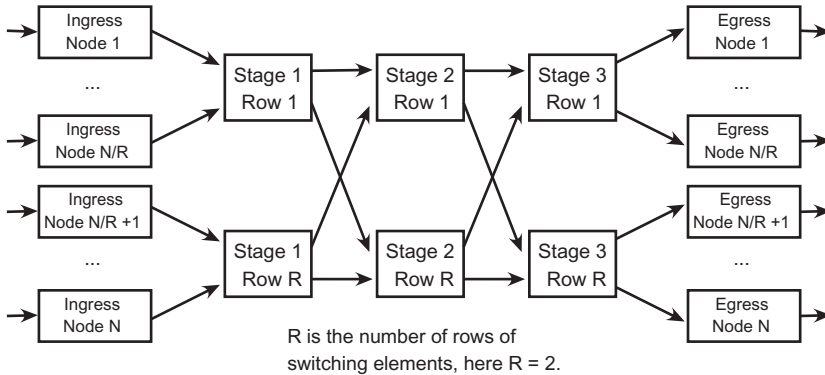 Ingress
Node 1
...
Ingress
Node N/R
Ingress
Node N/R +1
...
Ingress
Node N
Stage 1
Row 1
Stage 1
Row R
Stage 2
Row 1
Stage 2
Row R
Stage 3
Row 1
Stage 3
Row R
Egress
Node 1
...
Egress
Node N/R
Egress
Node N/R +1
...
Egress
Node N
R is the number of rows of
switching elements, here R = 2.